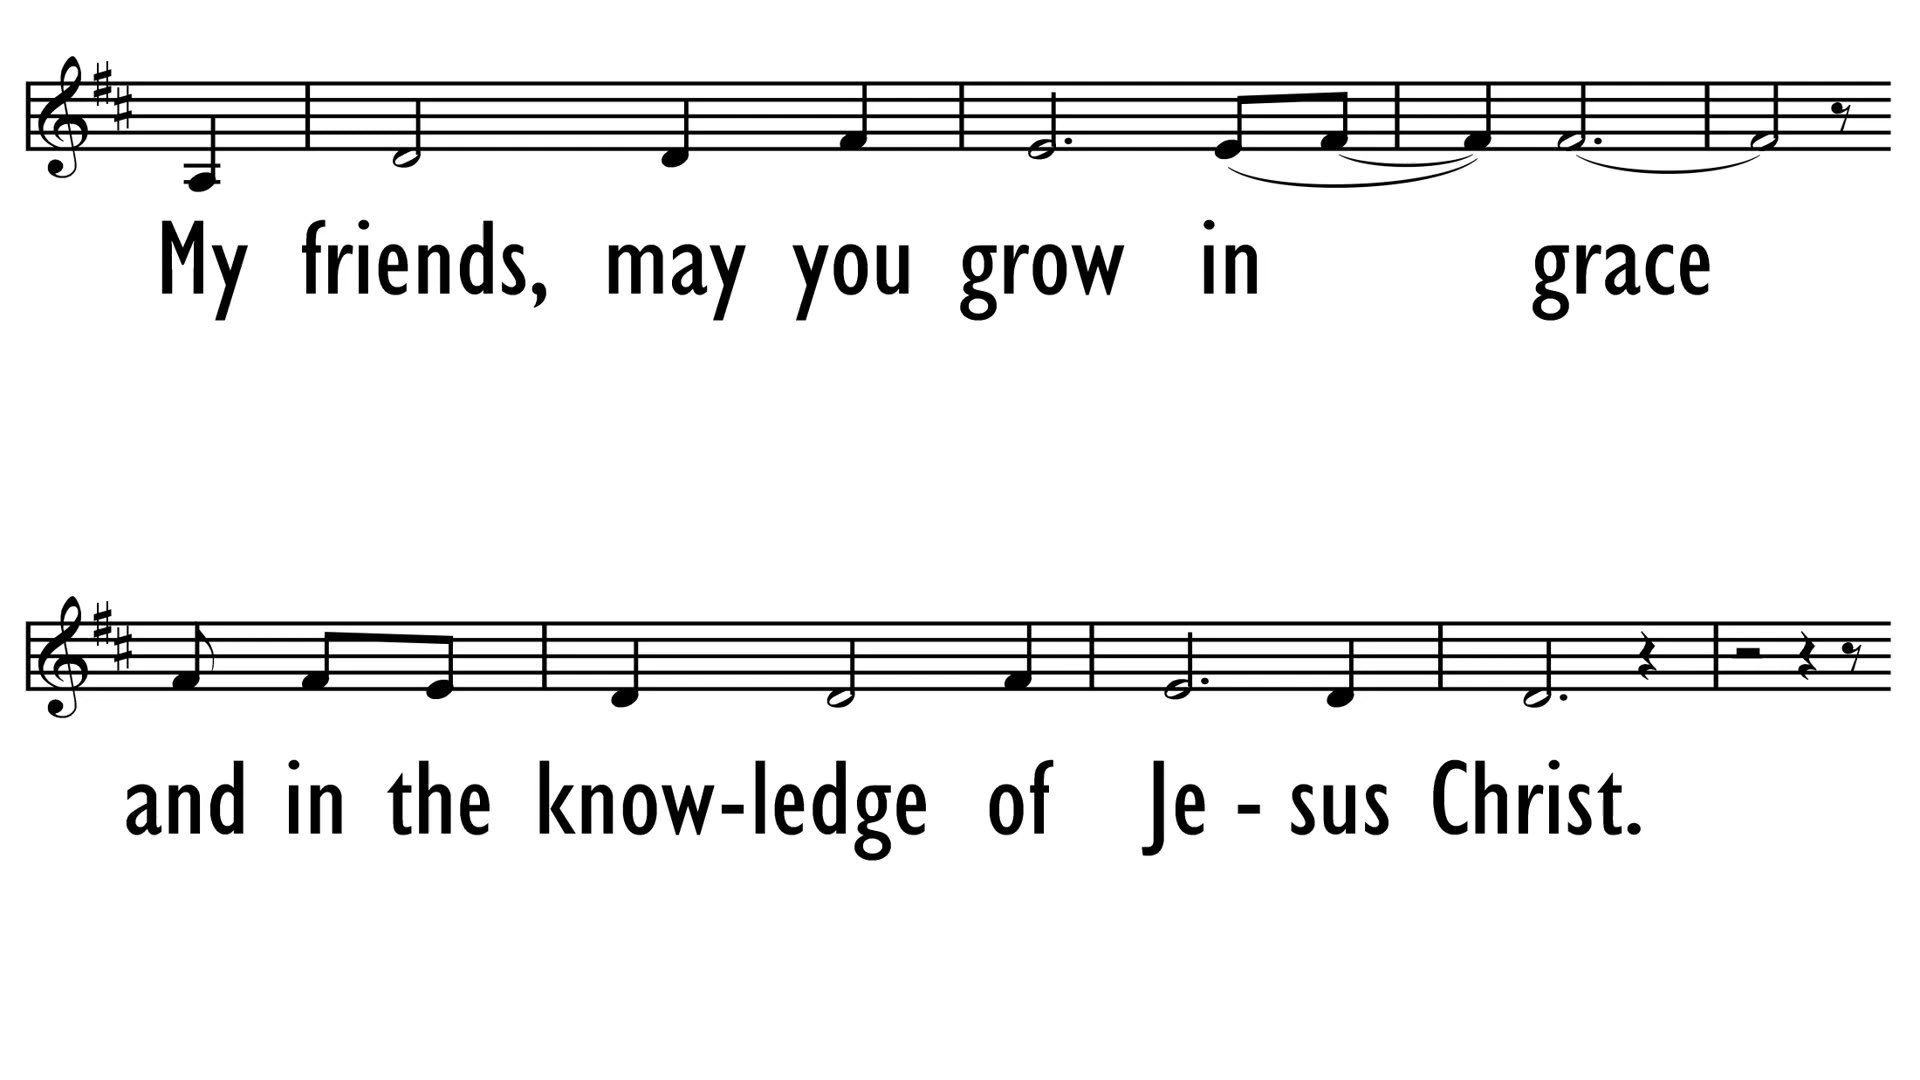 My friends, may you grow in grace
and in the know-ledge of Je - sus Christ.